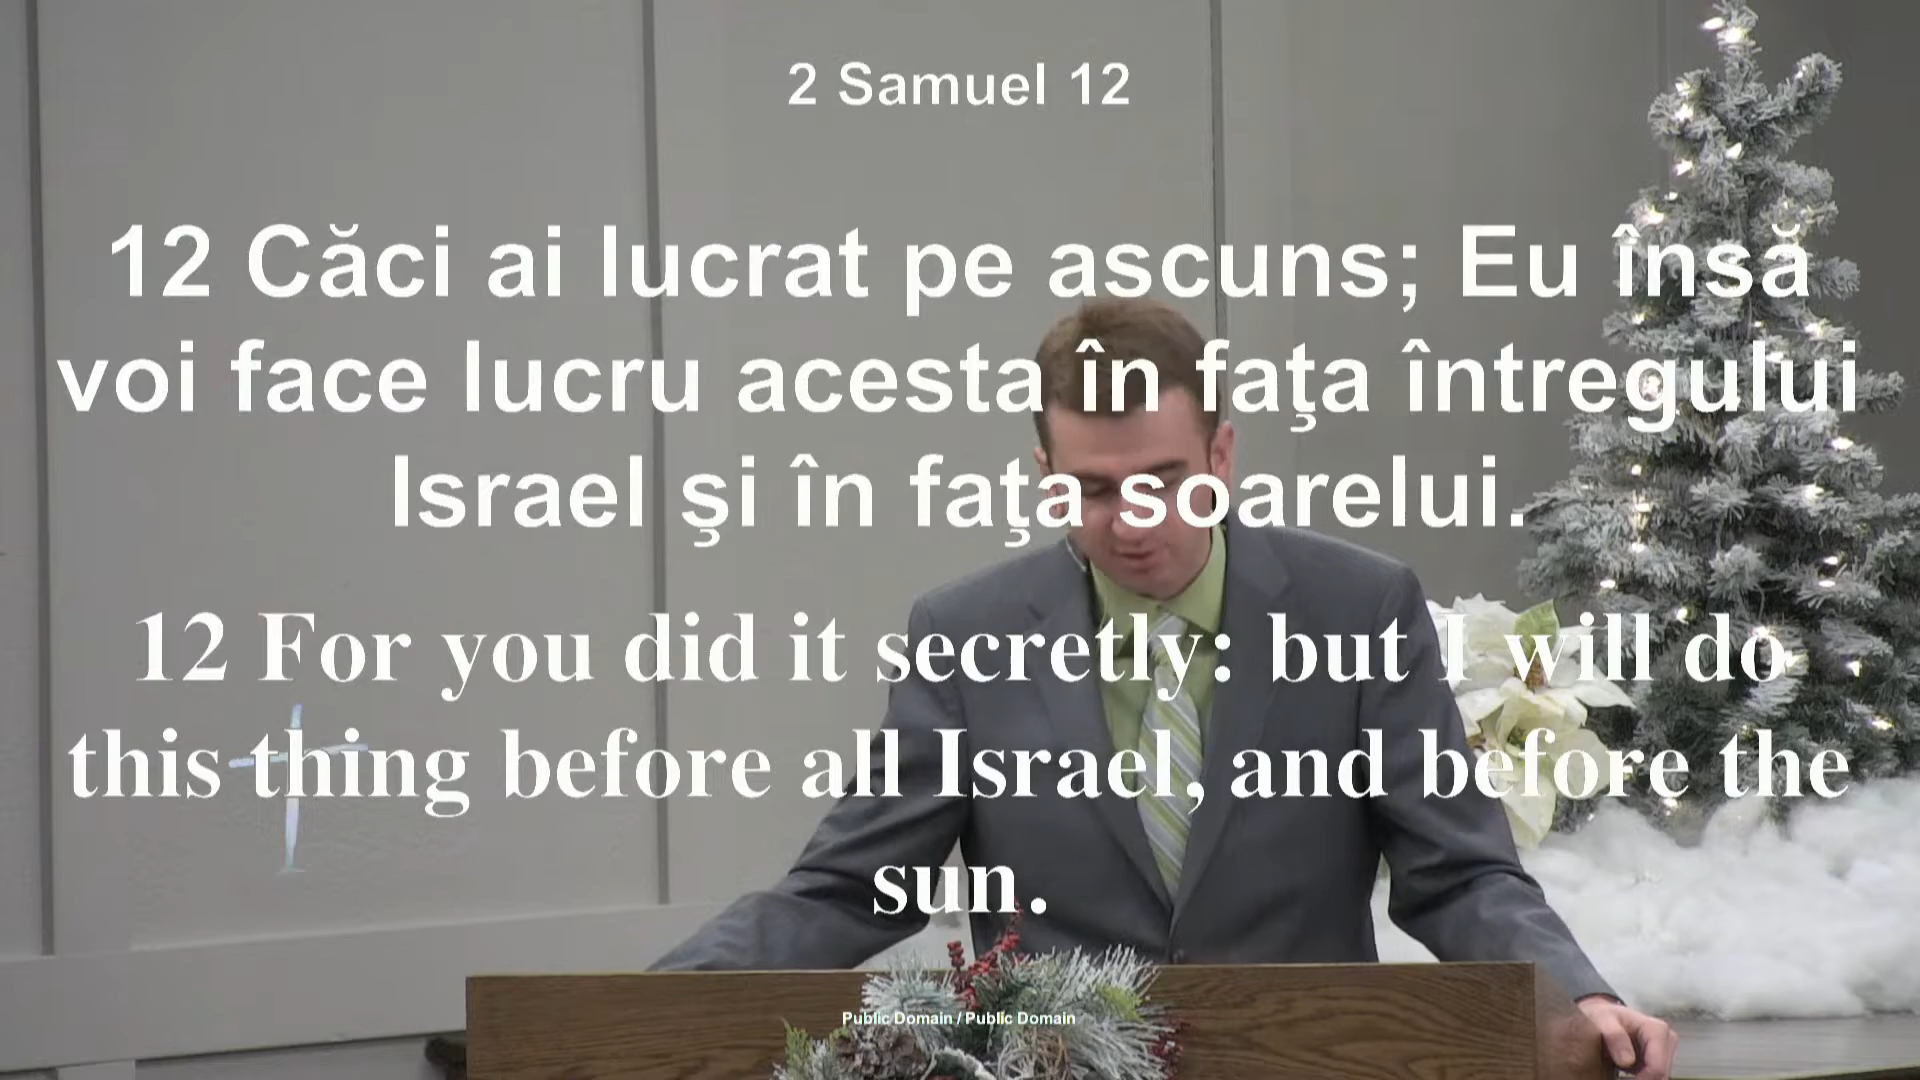 2 Samuel 12
12 Căci ai lucrat pe ascuns; Eu însă
voi face lucru acesta în faţa întregului
Israel şi în faţa soarelui.
12 For you did it secretly: but I will do
this thing before all Israel, and before the
sun.
Public Domain / Public Domain